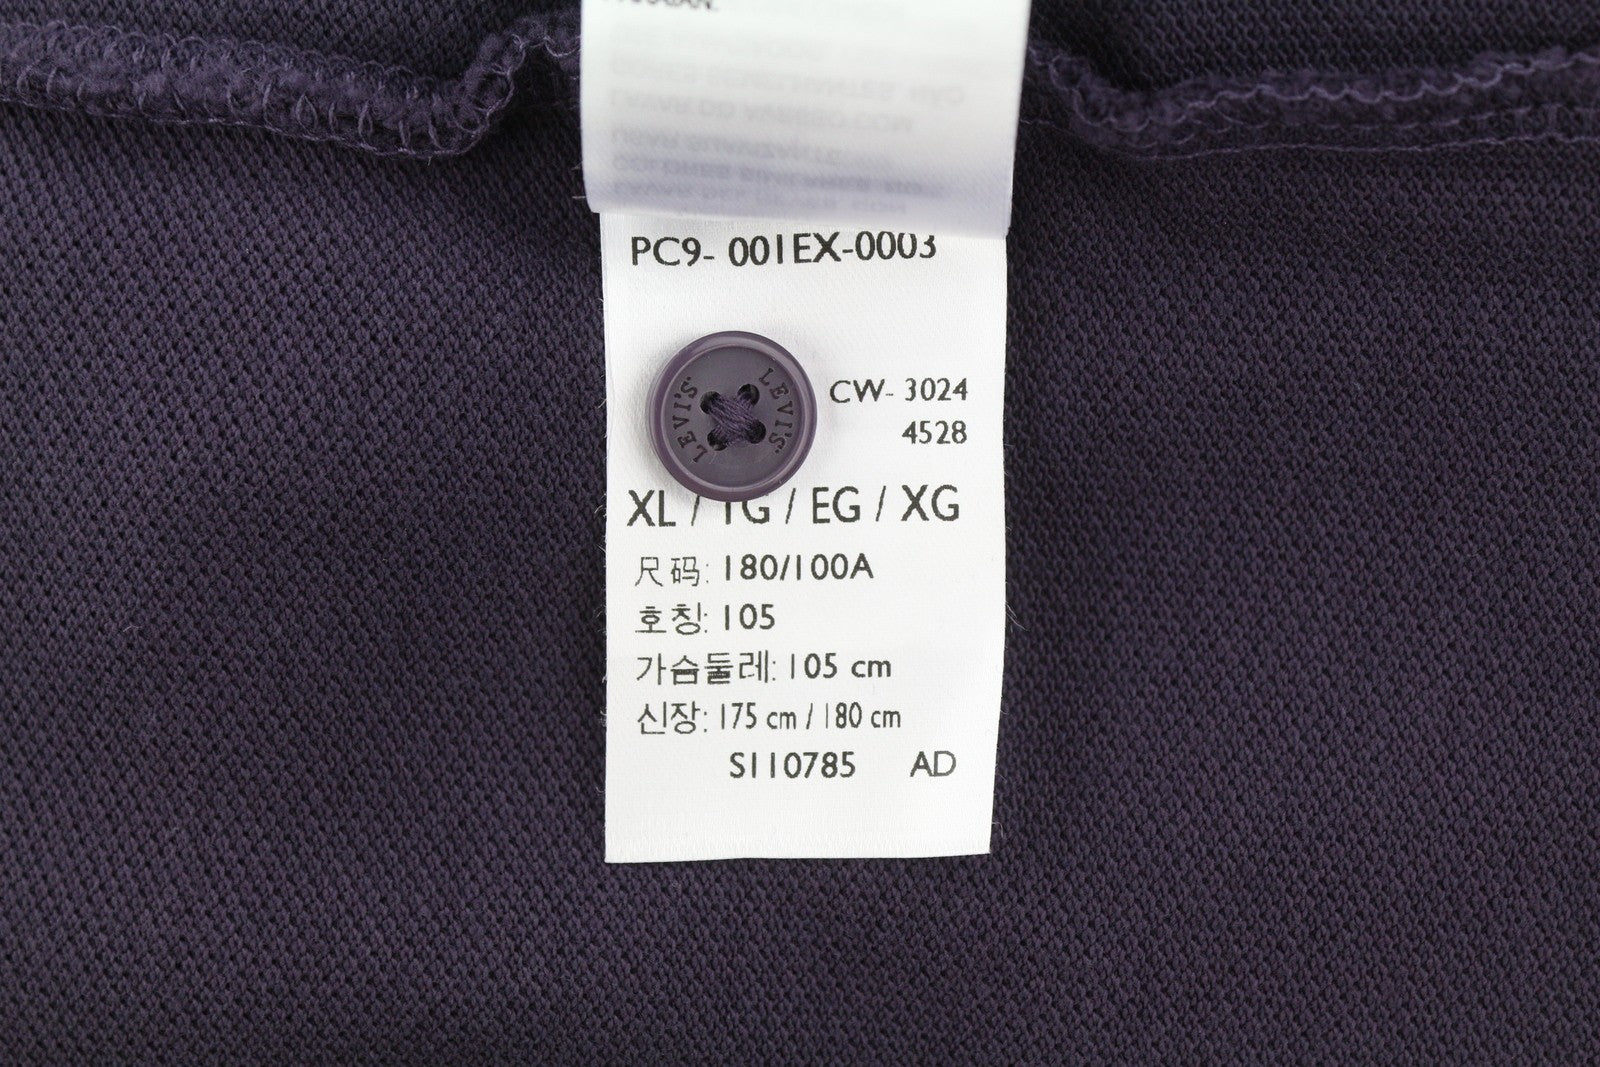 PC9- 001EX-0003
LEVI'S LEVI'S
CW- 3024
4528
XL / TG / EG / XG
尺码: 180/100A
호칭: 105
가슴둘레: 105 cm
신장: 175 cm / 180 cm
S110785 AD